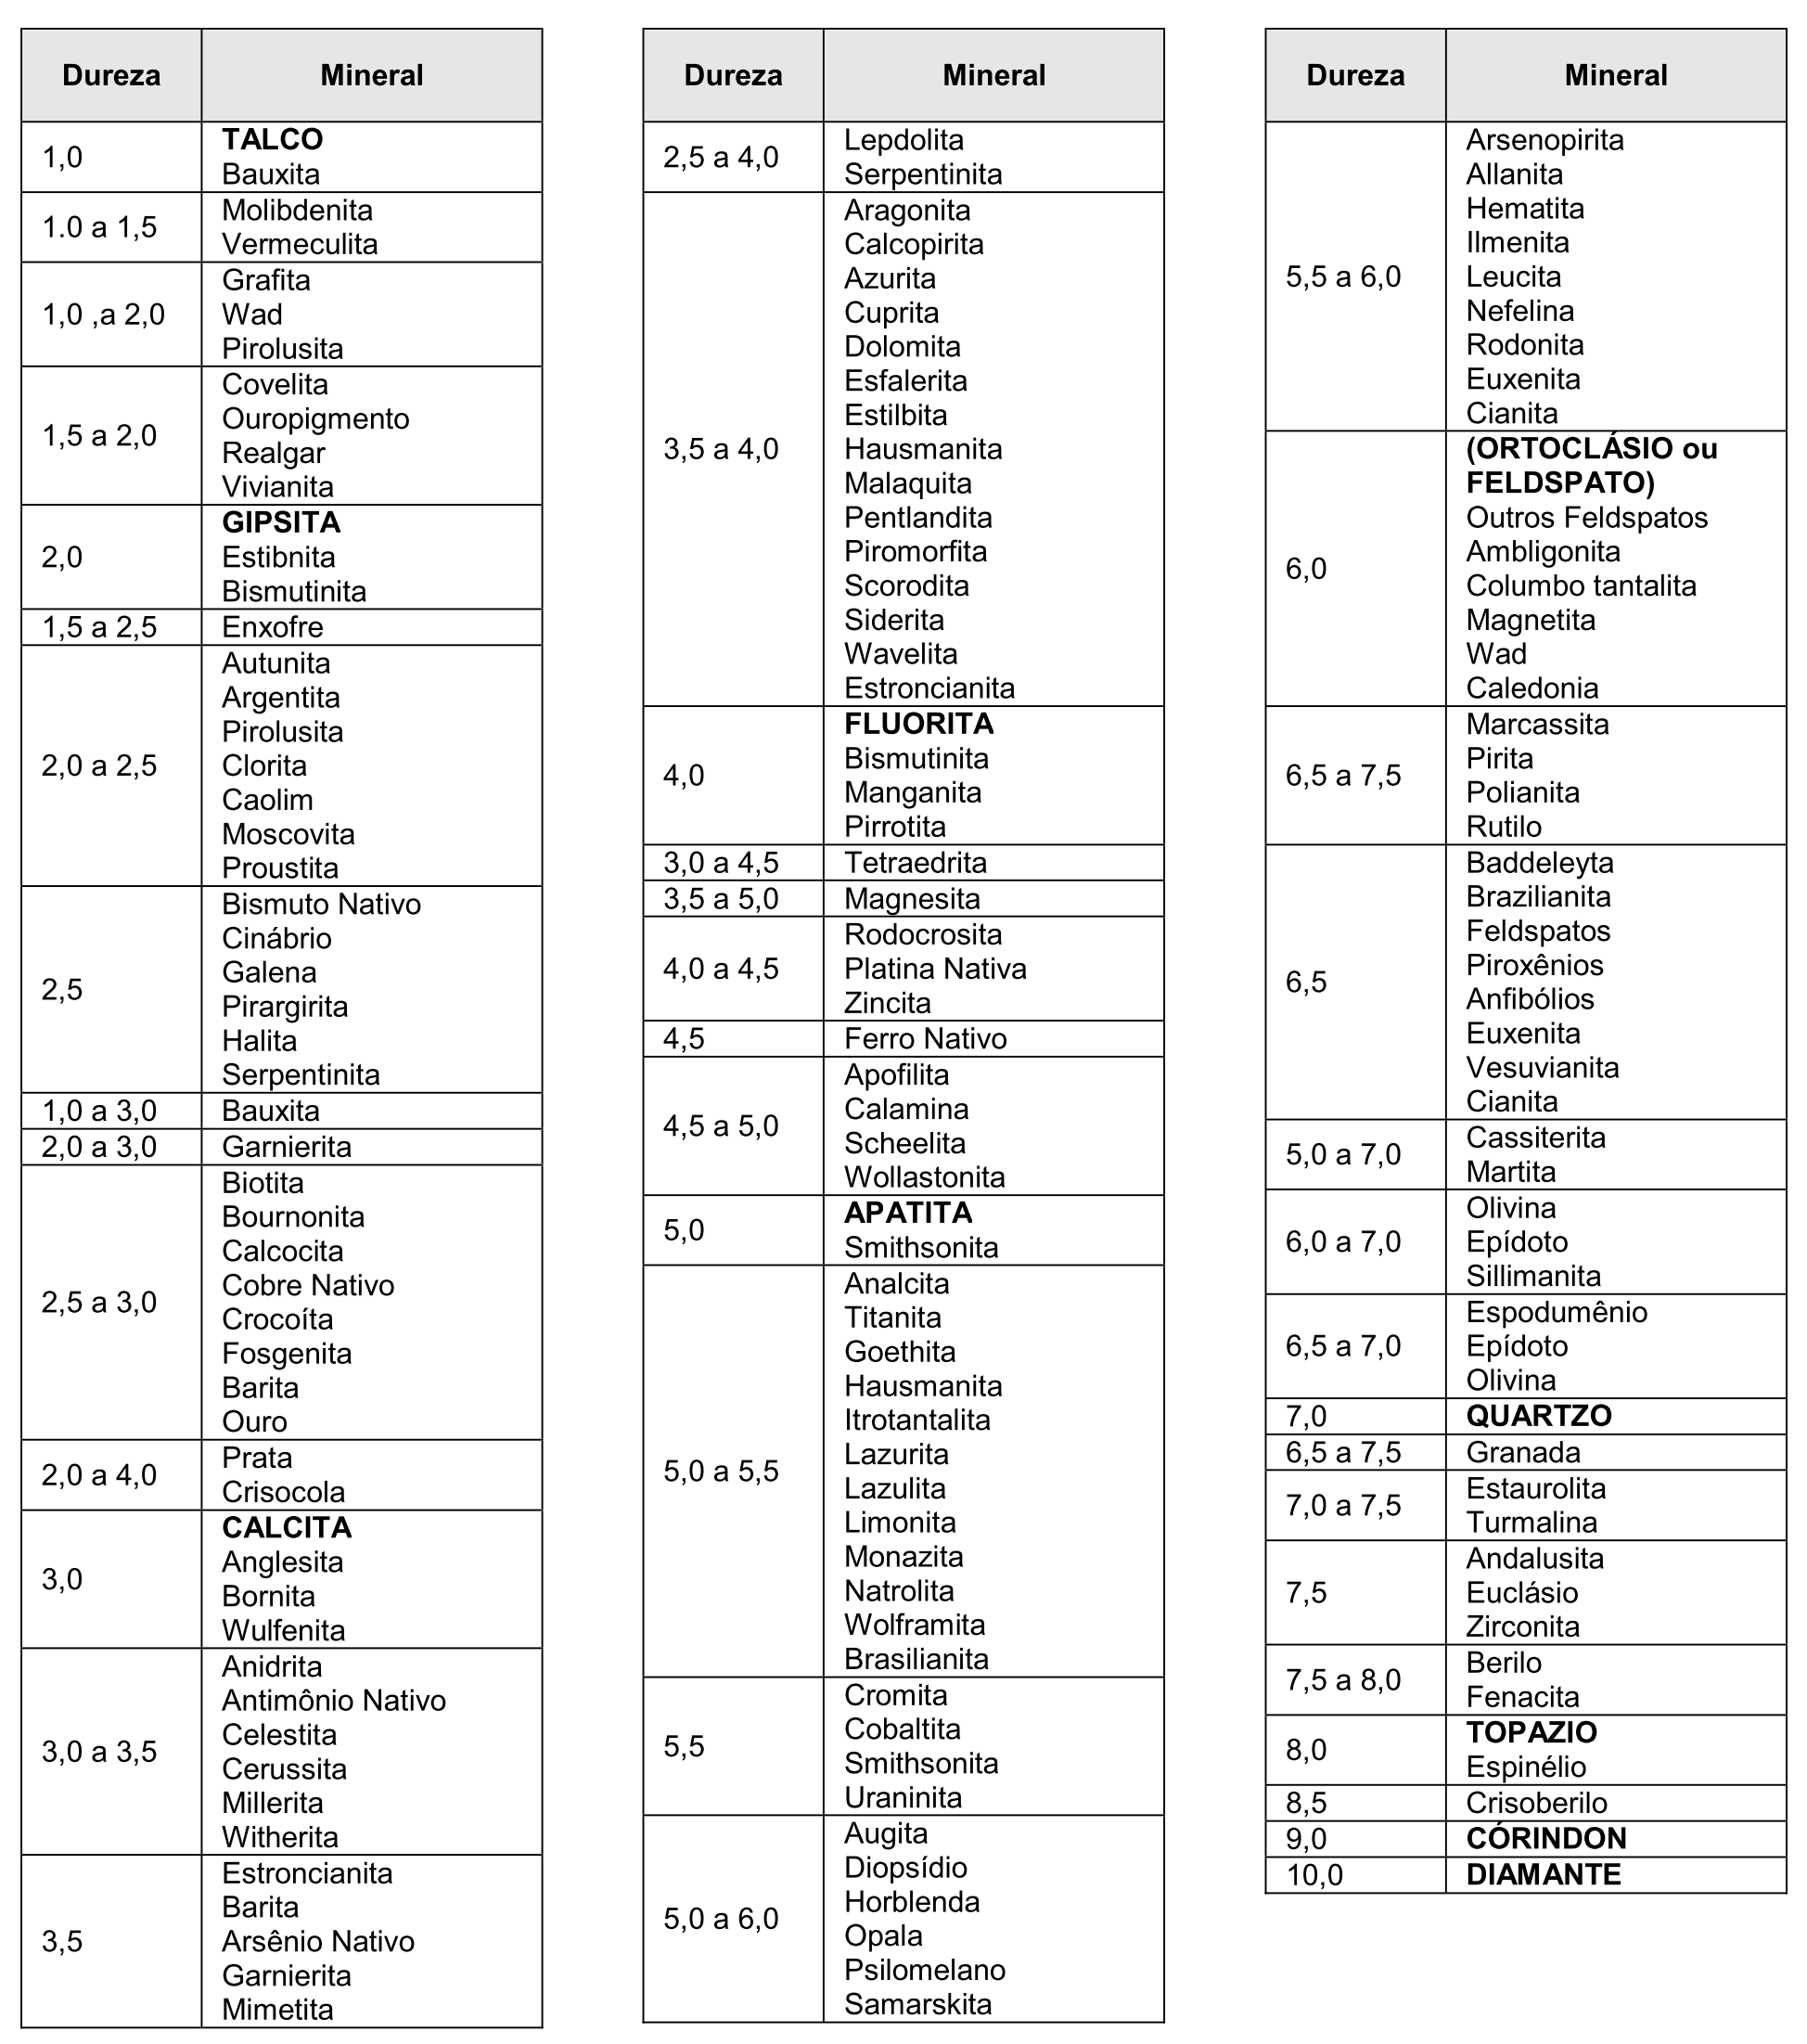 Dureza Mineral
1,0
TALCO
Bauxita
1.0 a 1,5
Molibdenita
Vermeculita
1,0 ,a 2,0
Grafita
Wad
Pirolusita
1,5 a 2,0
Covelita
Ouropigmento
Realgar
Vivianita
2,0
GIPSITA
Estibnita
Bismutinita
1,5 a 2,5 Enxofre
2,0 a 2,5
Autunita
Argentita
Pirolusita
Clorita
Caolim
Moscovita
Proustita
2,5
Bismuto Nativo
Cinábrio
Galena
Pirargirita
Halita
Serpentinita
1,0 a 3,0 Bauxita
2,0 a 3,0 Garnierita
2,5 a 3,0
Biotita
Bournonita
Calcocita
Cobre Nativo
Crocoíta
Fosgenita
Barita
Ouro
2,0 a 4,0
Prata
Crisocola
3,0
CALCITA
Anglesita
Bornita
Wulfenita
3,0 a 3,5
Anidrita
Antimônio Nativo
Celestita
Cerussita
Millerita
Witherita
3,5
Estroncianita
Barita
Arsênio Nativo
Garnierita
Mimetita
Dureza Mineral
2,5 a 4,0
Lepdolita
Serpentinita
3,5 a 4,0
Aragonita
Calcopirita
Azurita
Cuprita
Dolomita
Esfalerita
Estilbita
Hausmanita
Malaquita
Pentlandita
Piromorfita
Scorodita
Siderita
Wavelita
Estroncianita
4,0
FLUORITA
Bismutinita
Manganita
Pirrotita
3,0 a 4,5 Tetraedrita
3,5 a 5,0 Magnesita
4,0 a 4,5
Rodocrosita
Platina Nativa
Zincita
4,5 Ferro Nativo
4,5 a 5,0
Apofilita
Calamina
Scheelita
Wollastonita
5,0
APATITA
Smithsonita
5,0 a 5,5
Analcita
Titanita
Goethita
Hausmanita
Itrotantalita
Lazurita
Lazulita
Limonita
Monazita
Natrolita
Wolframita
Brasilianita
5,5
Cromita
Cobaltita
Smithsonita
Uraninita
5,0 a 6,0
Augita
Diopsídio
Horblenda
Opala
Psilomelano
Samarskita
Dureza Mineral
5,5 a 6,0
Arsenopirita
Allanita
Hematita
Ilmenita
Leucita
Nefelina
Rodonita
Euxenita
Cianita
6,0
(ORTOCLÁSIO ou
FELDSPATO)
Outros Feldspatos
Ambligonita
Columbo tantalita
Magnetita
Wad
Caledonia
6,5 a 7,5
Marcassita
Pirita
Polianita
Rutilo
6,5
Baddeleyta
Brazilianita
Feldspatos
Piroxênios
Anfibólios
Euxenita
Vesuvianita
Cianita
5,0 a 7,0
Cassiterita
Martita
6,0 a 7,0
Olivina
Epídoto
Sillimanita
6,5 a 7,0
Espodumênio
Epídoto
Olivina
7,0 QUARTZO
6,5 a 7,5 Granada
7,0 a 7,5
Estaurolita
Turmalina
7,5
Andalusita
Euclásio
Zirconita
7,5 a 8,0
Berilo
Fenacita
8,0
TOPAZIO
Espinélio
8,5 Crisoberilo
9,0 CÓRINDON
10,0 DIAMANTE